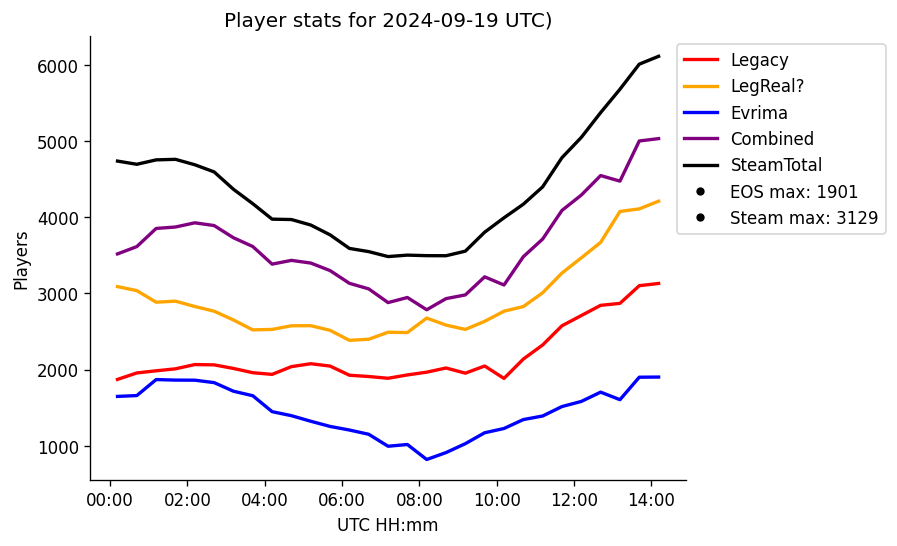 Player stats for 2024-09-19 UTC)
Players
6000
5000
4000
3000
2000
1000
00:00
02:00
04:00
06:00
08:00
10:00
12:00
14:00
UTC HH:mm
Legacy
LegReal?
Evrima
Combined
SteamTotal
EOS max: 1901
Steam max: 3129